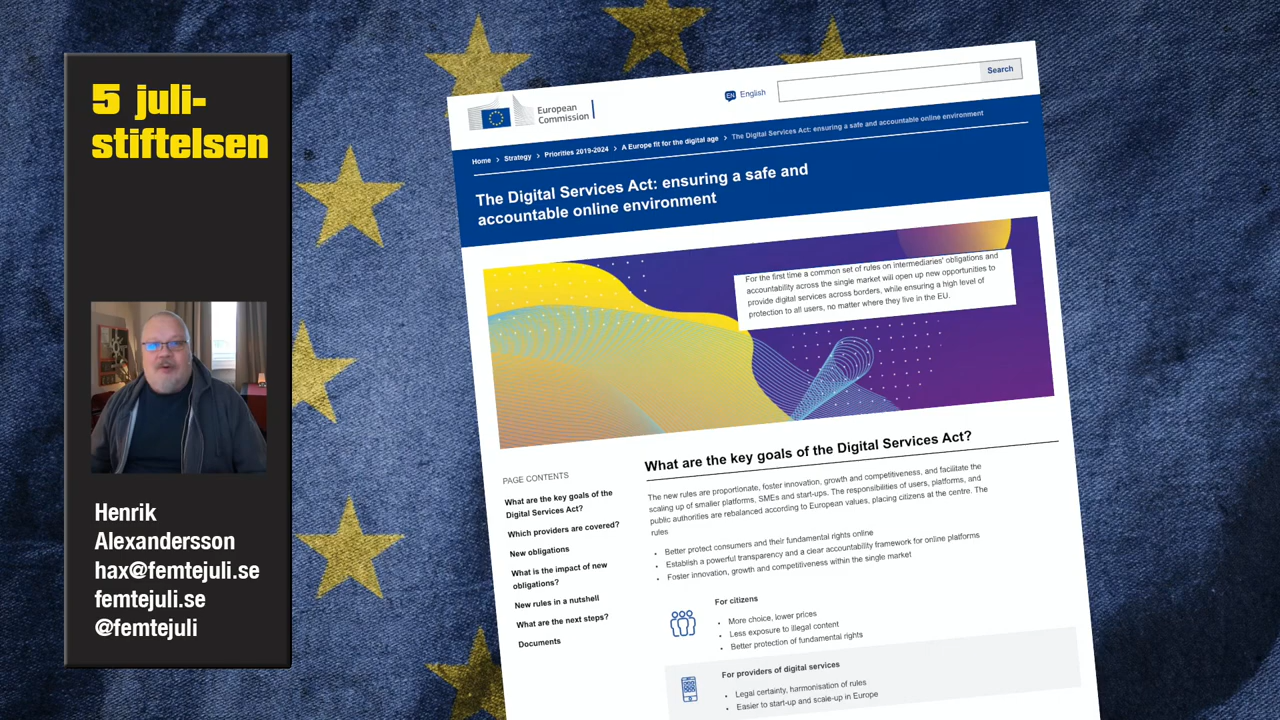 5 juli-
stiftelsen
Henrik
Alexandersson
hax@femtejuli.se
femtejuli.se
@femtejuli
European
Commission
EN English
Search
Home > Strategy > Priorities 2019-2024 > A Europe fit for the digital age > The Digital Services Act: ensuring a safe and accountable online environment
The Digital Services Act: ensuring a safe and
accountable online environment
For the first time a common set of rules on intermediaries' obligations and
accountability across the single market will open up new opportunities to
provide digital services across borders, while ensuring a high level of
protection to all users, no matter where they live in the EU.
PAGE CONTENTS
What are the key goals of the
Digital Services Act?
Which providers are covered?
New obligations
What is the impact of new
obligations?
New rules in a nutshell
What are the next steps?
Documents
What are the key goals of the Digital Services Act?
The new rules are proportionate, foster innovation, growth and competitiveness, and facilitate the
scaling up of smaller platforms, SMEs and start-ups. The responsibilities of users, platforms, and
public authorities are rebalanced according to European values, placing citizens at the centre. The
rules
• Better protect consumers and their fundamental rights online
• Establish a powerful transparency and a clear accountability framework for online platforms
• Foster innovation, growth and competitiveness within the single market
For citizens
• More choice, lower prices
• Less exposure to illegal content
• Better protection of fundamental rights
For providers of digital services
• Legal certainty, harmonisation of rules
• Easier to start-up and scale-up in Europe